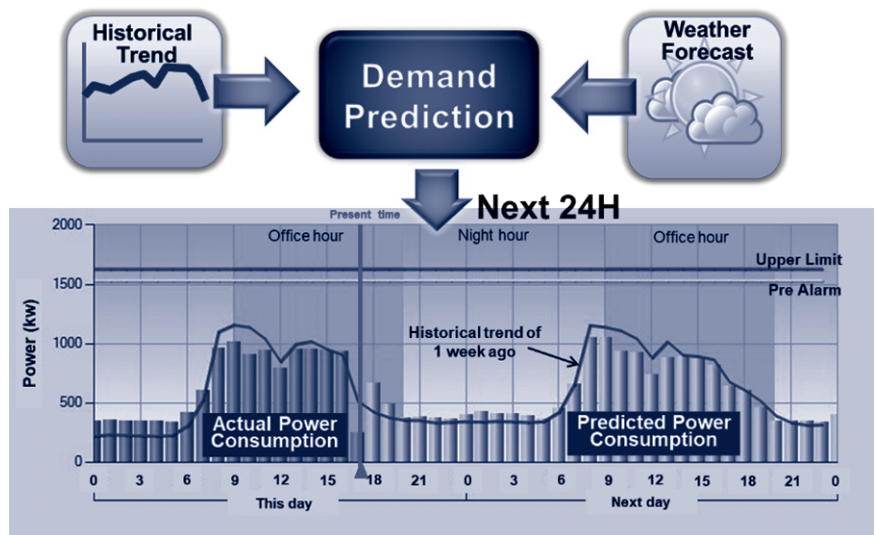 Historical
Trend
Demand
Prediction
Weather
Forecast
Next 24H
Present time
2000
1500
1000
500
0
Power (kw)
Office hour
Night hour
Office hour
Upper Limit
Pre Alarm
Historical trend of
1 week ago
Actual Power
Consumption
Predicted Power
Consumption
0 3 6 9 12 15 18 21 0 3 6 9 12 15 18 21 0
This day
Next day